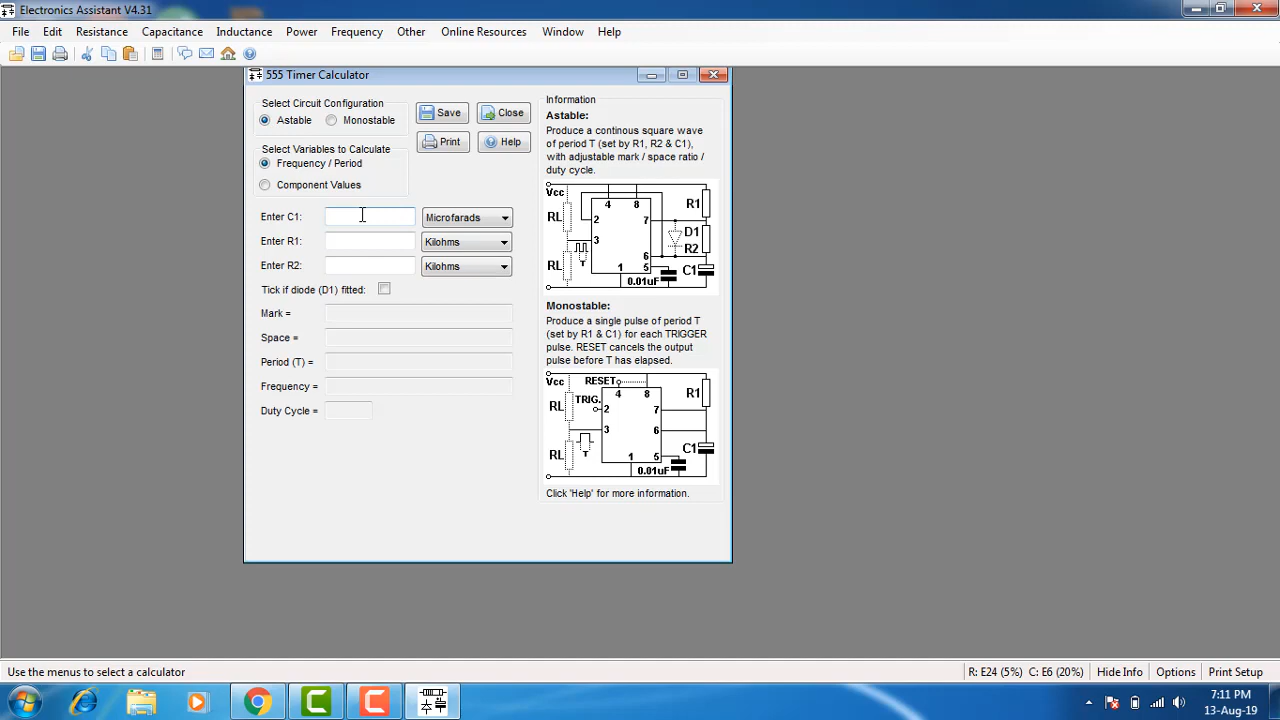 Electronics Assistant V4.31
File Edit Resistance Capacitance Inductance Power Frequency Other Online Resources Window Help
555 Timer Calculator
Select Circuit Configuration
Astable Monostable
Save Close
Print Help
Select Variables to Calculate
Frequency / Period
Component Values
Enter C1: Microfarads
Enter R1: Kilohms
Enter R2: Kilohms
Tick if diode (D1) fitted:
Mark =
Space =
Period (T) =
Frequency =
Duty Cycle =
Information
Astable:
Produce a continous square wave
of period T (set by R1, R2 & C1),
with adjustable mark / space ratio /
duty cycle.
Vcc
4 8 R1
RL 2 7
D1
3 R2
T 6
RL 1 5 C1
0.01uF
Monostable:
Produce a single pulse of period T
(set by R1 & C1) for each TRIGGER
pulse. RESET cancels the output
pulse before T has elapsed.
Vcc RESET
4 8 R1
TRIG.
RL 2 7
3 6
C1
RL T 1 5
0.01uF
Click 'Help' for more information.
Use the menus to select a calculator R: E24 (5%) C: E6 (20%) Hide Info Options Print Setup
7:11 PM
13-Aug-19